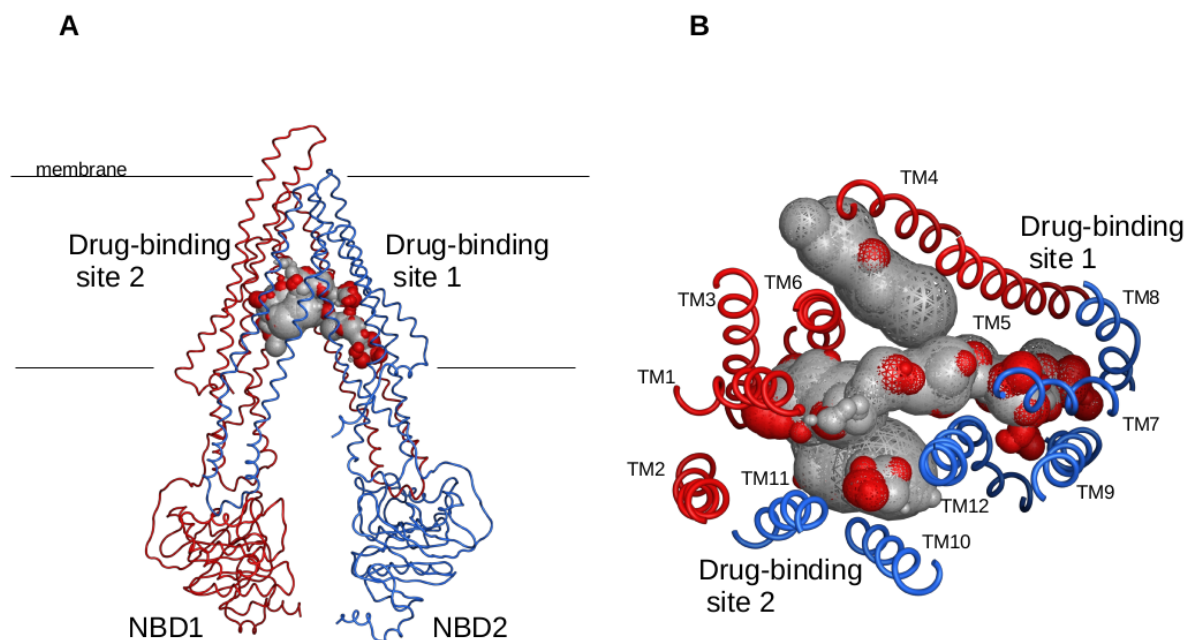 A
membrane
Drug-binding
site 2
Drug-binding
site 1
NBD1
NBD2
B
TM4
Drug-binding
site 1
TM3
TM6
TM8
TM5
TM1
TM7
TM2
TM11
TM12
TM9
TM10
Drug-binding
site 2